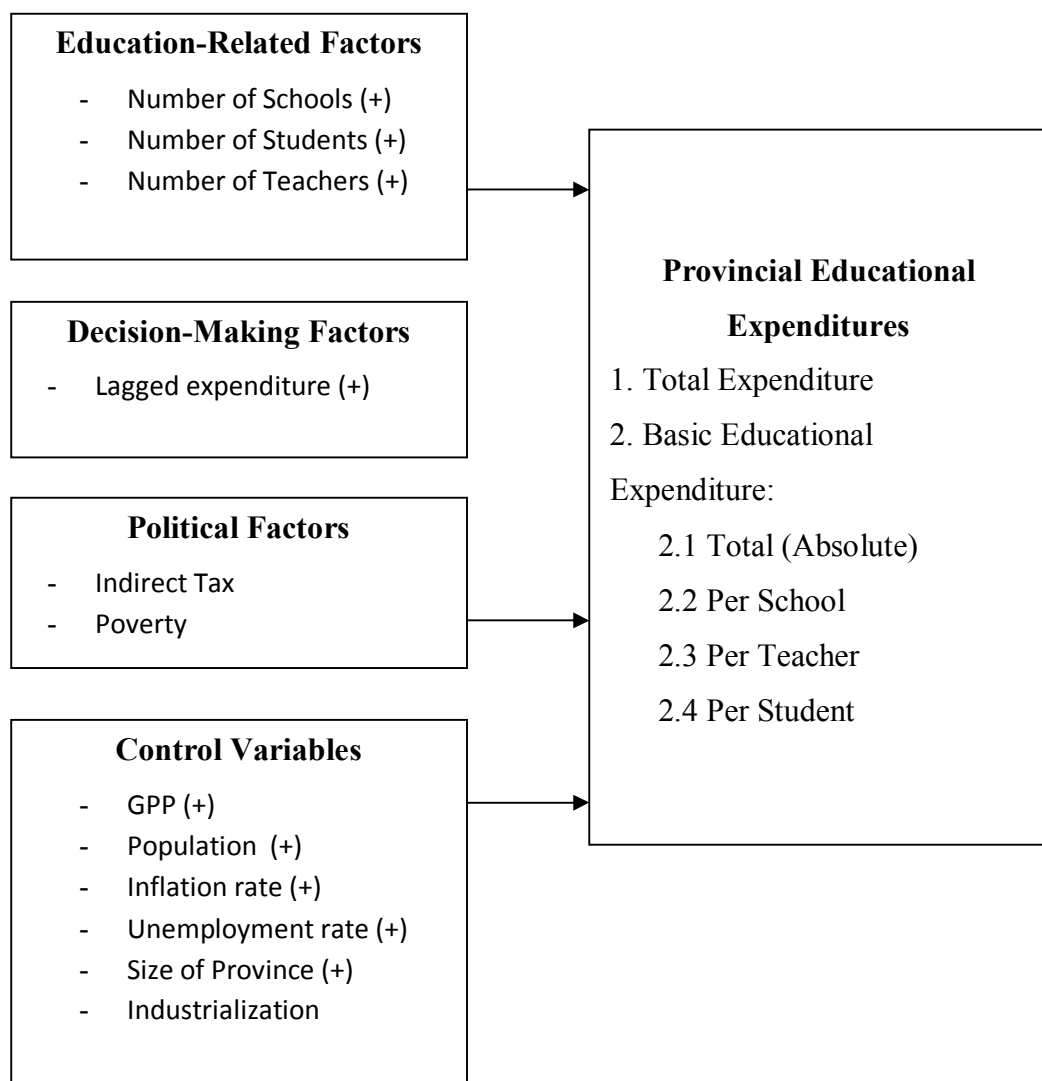 Education-Related Factors
- Number of Schools (+)
- Number of Students (+)
- Number of Teachers (+)
Decision-Making Factors
- Lagged expenditure (+)
Political Factors
- Indirect Tax
- Poverty
Control Variables
- GPP (+)
- Population (+)
- Inflation rate (+)
- Unemployment rate (+)
- Size of Province (+)
- Industrialization
Provincial Educational
Expenditures
1. Total Expenditure
2. Basic Educational
Expenditure:
2.1 Total (Absolute)
2.2 Per School
2.3 Per Teacher
2.4 Per Student